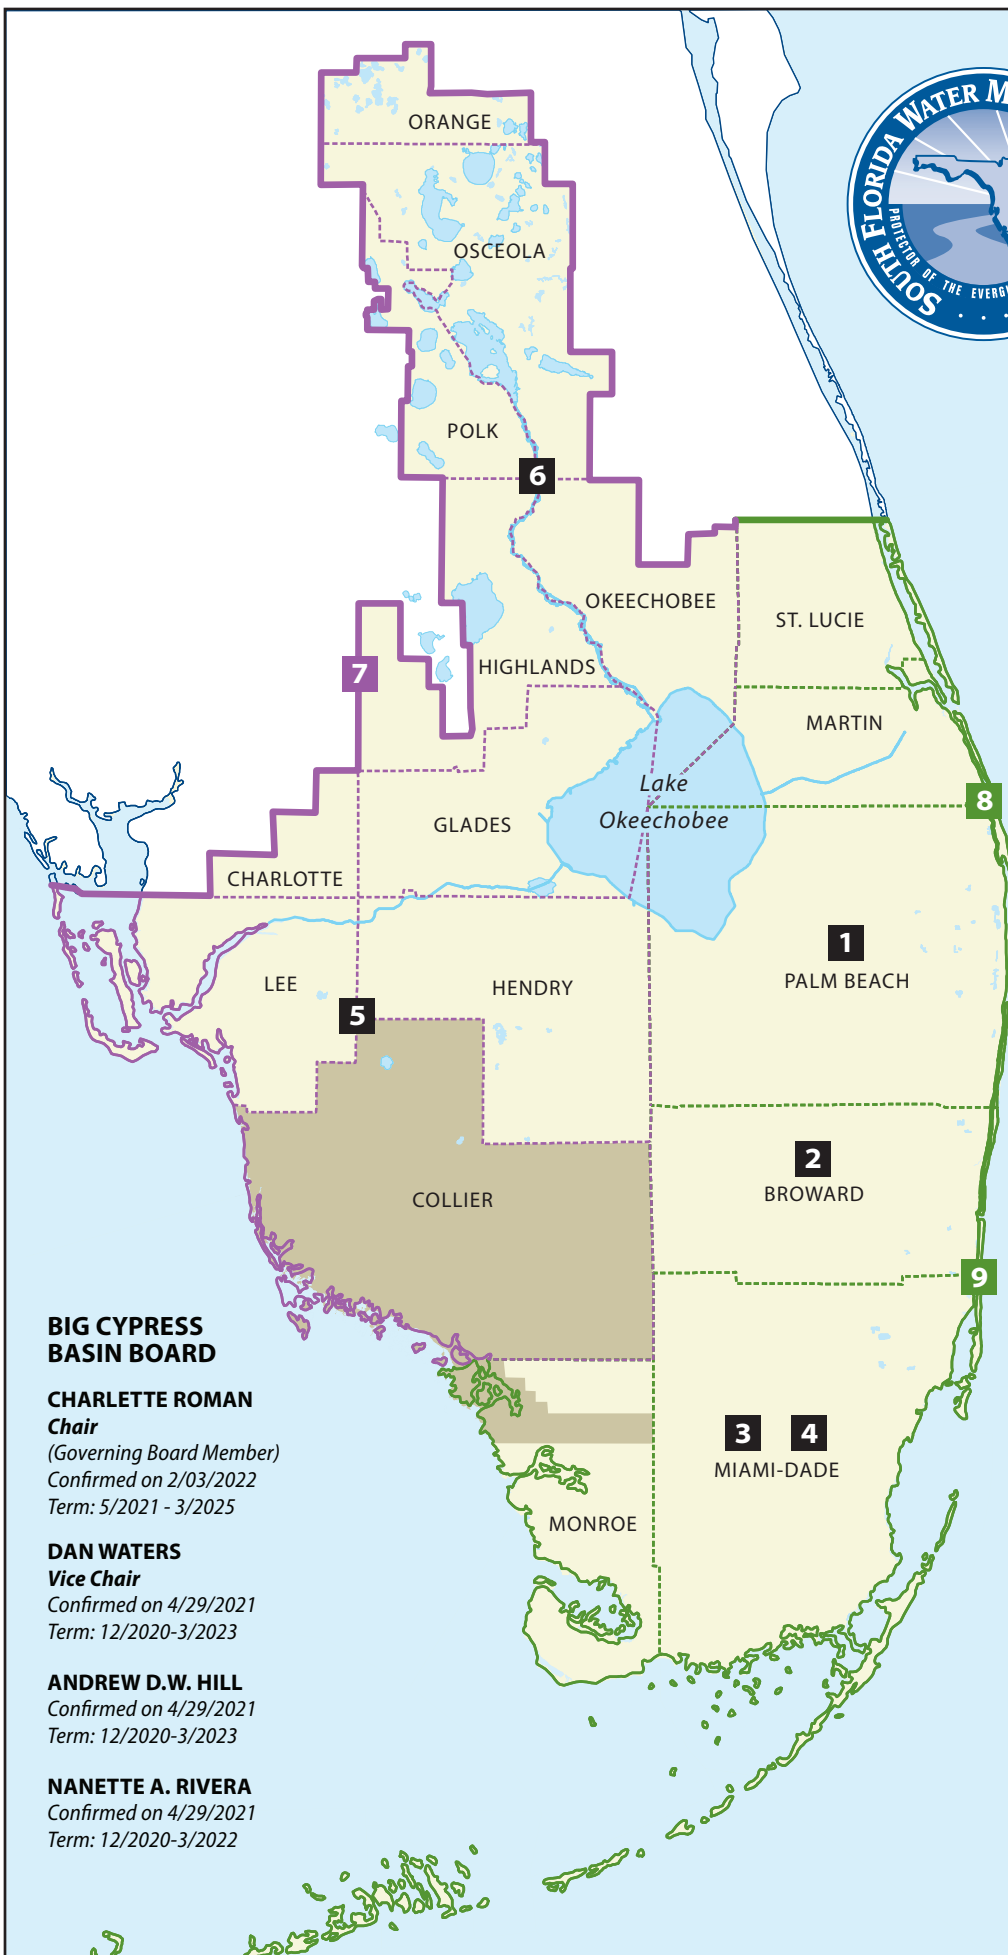 SOUTH FLORIDA WATER M
PROTECTOR OF THE EVERG
ORANGE
OSCEOLA
POLK
6
OKEECHOBEE
ST. LUCIE
7
HIGHLANDS
MARTIN
Lake
Okeechobee
8
GLADES
CHARLOTTE
1
PALM BEACH
LEE
HENDRY
5
2
BROWARD
COLLIER
9
3 4
MIAMI-DADE
MONROE
BIG CYPRESS
BASIN BOARD
CHARLETTE ROMAN
Chair
(Governing Board Member)
Confirmed on 2/03/2022
Term: 5/2021 - 3/2025
DAN WATERS
Vice Chair
Confirmed on 4/29/2021
Term: 12/2020-3/2023
ANDREW D.W. HILL
Confirmed on 4/29/2021
Term: 12/2020-3/2023
NANETTE A. RIVERA
Confirmed on 4/29/2021
Term: 12/2020-3/2022